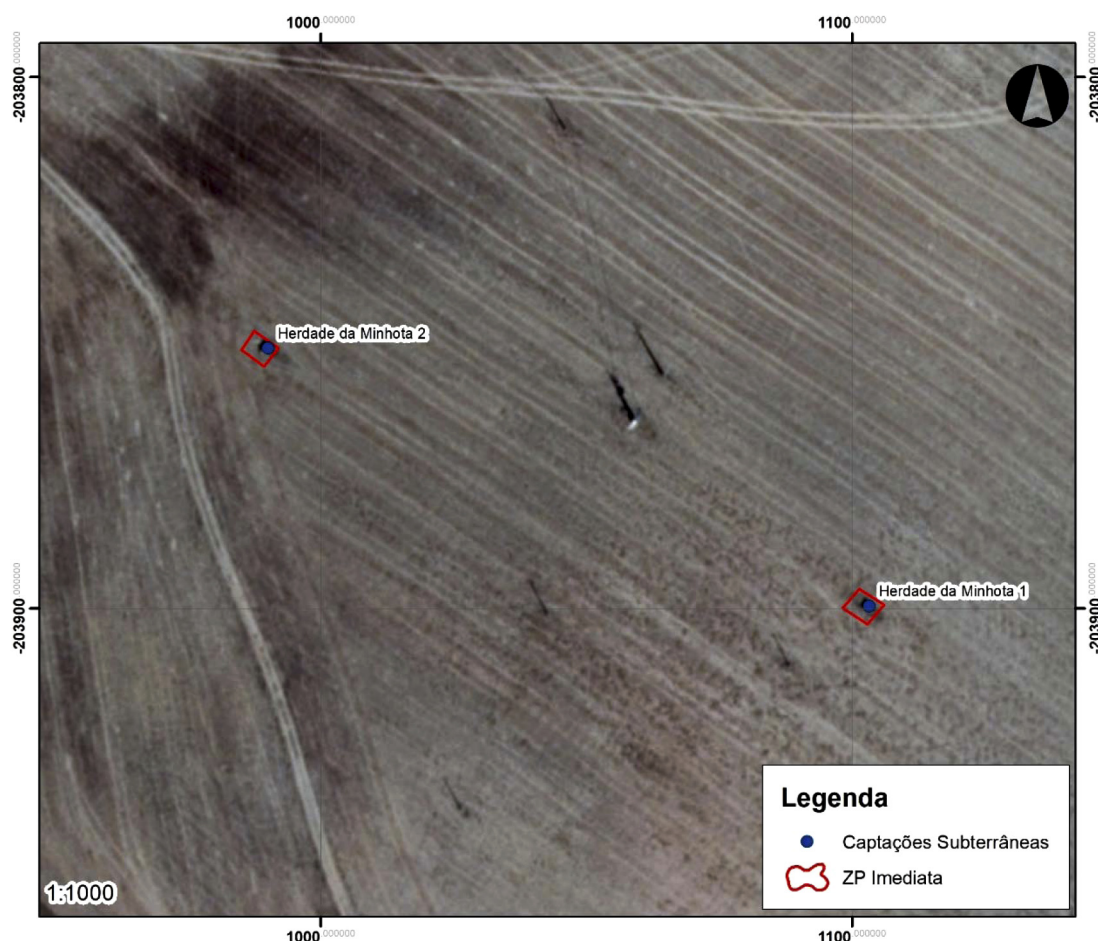 1000 000000
1100 000000
-203800 000000
-203800 000000
Herdade da Minhota 2
Herdade da Minhota 1
-203900 000000
-203900 000000
Legenda
Captações Subterrâneas
ZP Imediata
1:1000
1000 000000
1100 000000